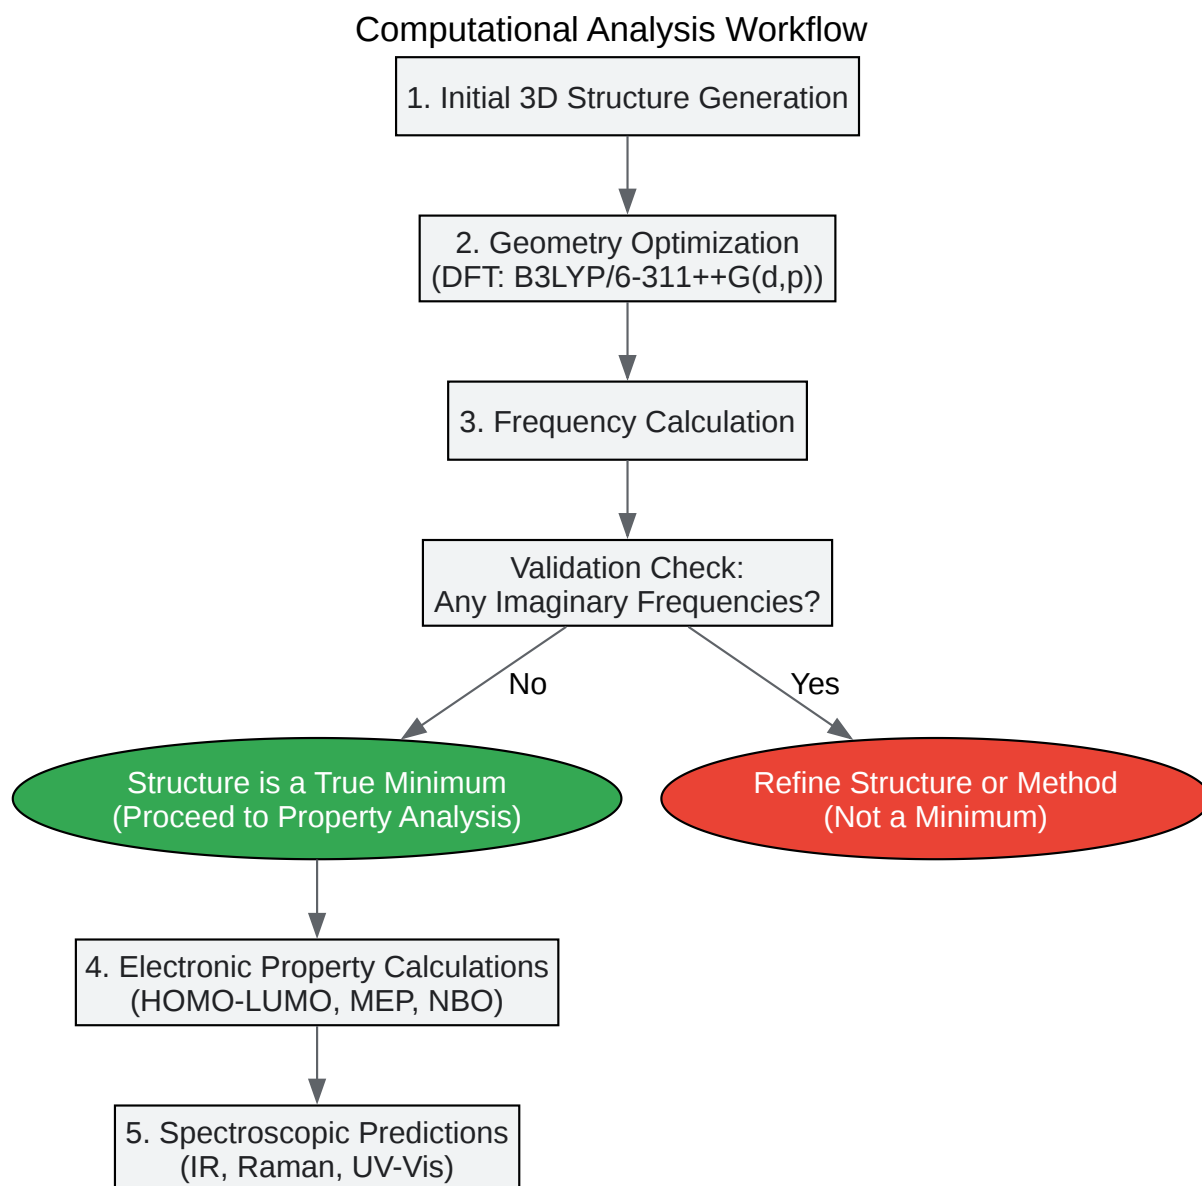 Computational Analysis Workflow
1. Initial 3D Structure Generation
2. Geometry Optimization
(DFT: B3LYP/6-311++G(d,p))
3. Frequency Calculation
Validation Check:
Any Imaginary Frequencies?
No
Yes
Structure is a True Minimum
(Proceed to Property Analysis)
Refine Structure or Method
(Not a Minimum)
4. Electronic Property Calculations
(HOMO-LUMO, MEP, NBO)
5. Spectroscopic Predictions
(IR, Raman, UV-Vis)